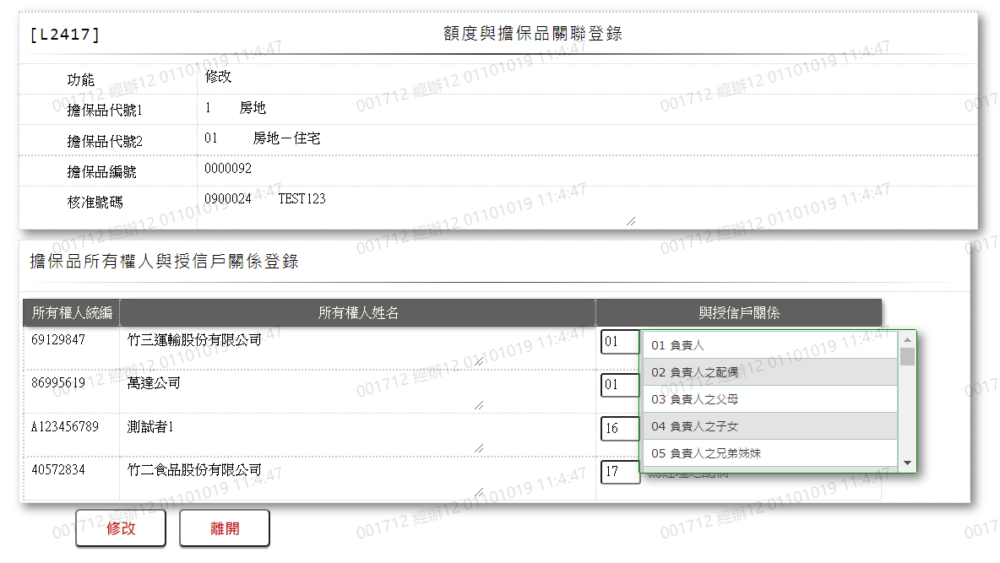 [L2417] 額度與擔保品關聯登錄
功能 修改
擔保品代號1 1 房地
擔保品代號2 01 房地－住宅
擔保品編號 0000092
核准號碼 0900024 TEST123
擔保品所有權人與授信戶關係登錄
所有權人統編 所有權人姓名 與授信戶關係
69129847 竹三運輸股份有限公司 01
86995619 萬達公司 01
A123456789 測試者1 16
40572834 竹二食品股份有限公司 17
01 負責人
02 負責人之配偶
03 負責人之父母
04 負責人之子女
05 負責人之兄弟姊妹
修改 離開
001712 經辦12 01101019 11:4:47